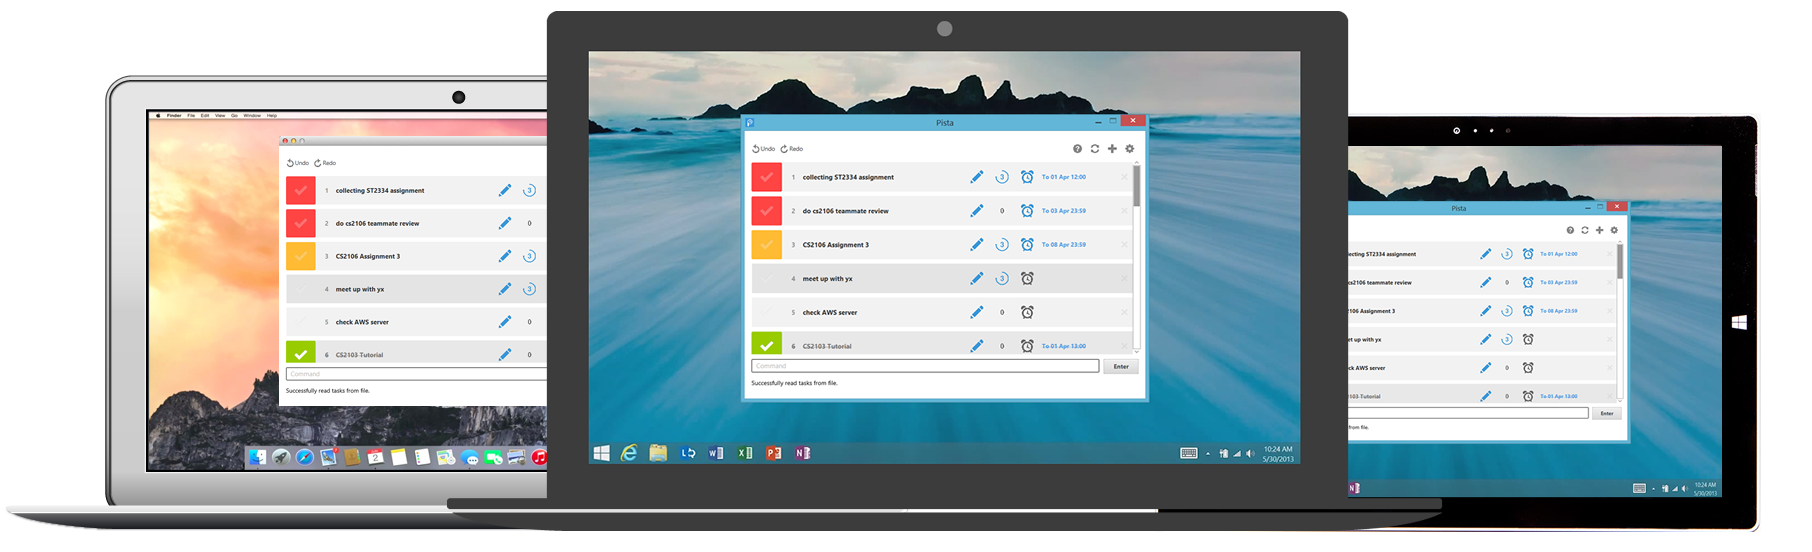 Finder File Edit View Go Window Help
Undo Redo
1 collecting ST2334 assignment 3
2 do cs2106 teammate review 0
3 CS2106 Assignment 3 3
4 meet up with yx 3
5 check AWS server 0
6 CS2103 Tutorial 0
Command
Successfully read tasks from file.
2
Pista
Undo Redo
1 collecting ST2334 assignment 3 To 01 Apr 12:00
2 do cs2106 teammate review 0 To 03 Apr 23:59
3 CS2106 Assignment 3 3 To 08 Apr 23:59
4 meet up with yx 3
5 check AWS server 0
6 CS2103 Tutorial 0 To 01 Apr 13:00
Command Enter
Successfully read tasks from file.
10:24 AM
5/30/2013
Pista
ollecting ST2334 assignment 3 To 01 Apr 12:00
cs2106 teammate review 0 To 03 Apr 23:59
2106 Assignment 3 3 To 08 Apr 23:59
et up with yx 3
ck AWS server 0
2103 Tutorial 0 To 01 Apr 13:00
Enter
from file.
10:24 AM
5/30/2013